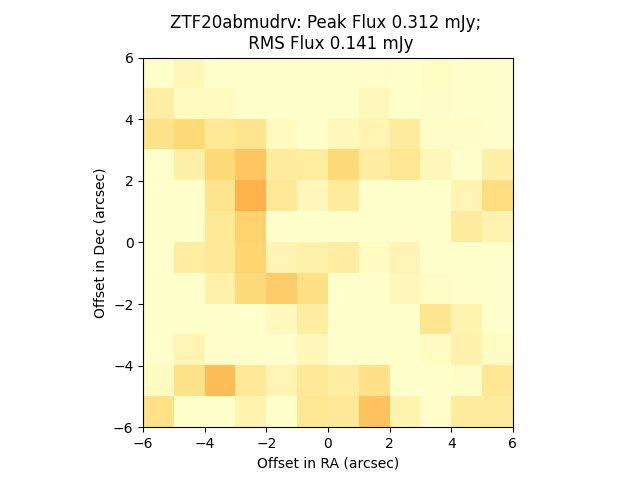 ZTF20abmudrv: Peak Flux 0.312 mJy;
RMS Flux 0.141 mJy
6
4
2
0
−2
−4
−6
Offset in Dec (arcsec)
−6 −4 −2 0 2 4 6
Offset in RA (arcsec)